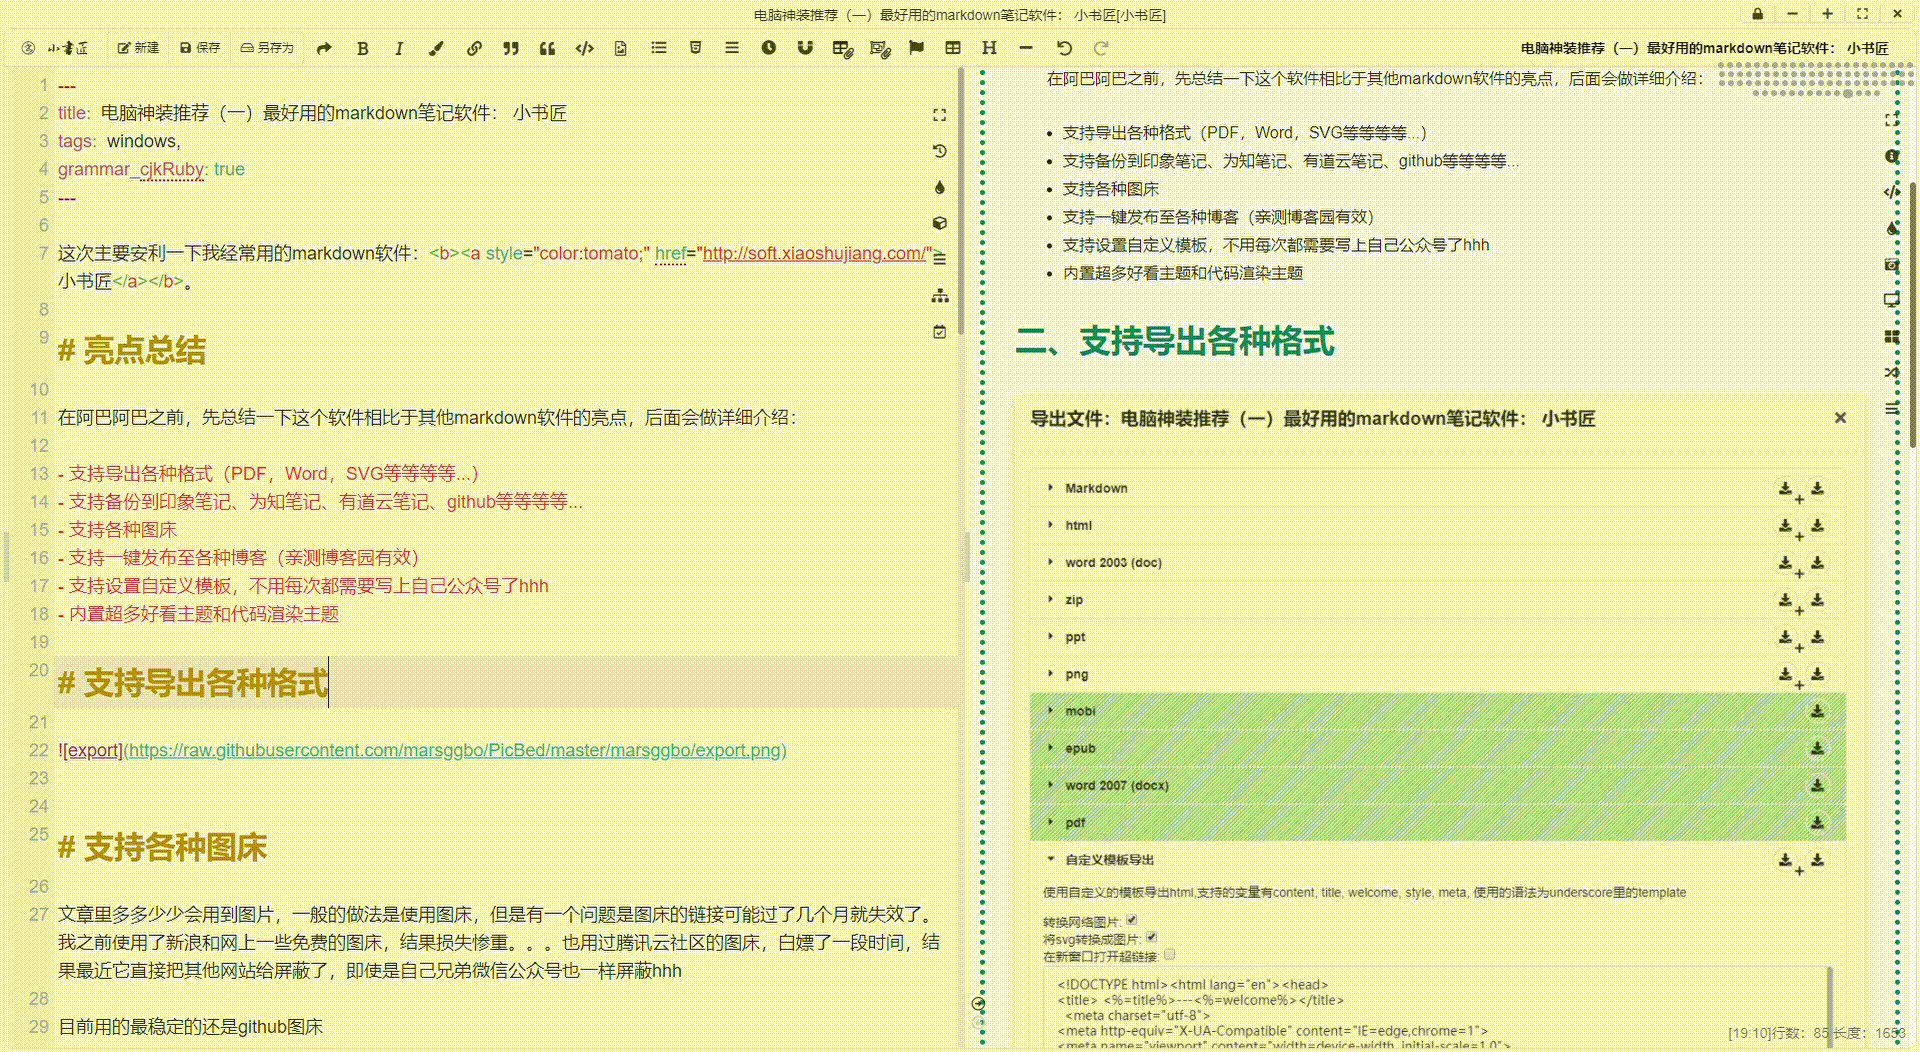 电脑神装推荐（一）最好用的markdown笔记软件： 小书匠[小书匠]
小书匠 新建 保存 另存为
电脑神装推荐（一）最好用的markdown笔记软件： 小书匠
1 ---
2 title: 电脑神装推荐（一）最好用的markdown笔记软件： 小书匠
3 tags: windows,
4 grammar_cjkRuby: true
5 ---
6
7 这次主要安利一下我经常用的markdown软件：<b><a style="color:tomato;" href="http://soft.xiaoshujiang.com/">
小书匠</a></b>。
8
9 # 亮点总结
10
11 在阿巴阿巴之前，先总结一下这个软件相比于其他markdown软件的亮点，后面会做详细介绍：
12
13 - 支持导出各种格式（PDF，Word，SVG等等等等...）
14 - 支持备份到印象笔记、为知笔记、有道云笔记、github等等等等...
15 - 支持各种图床
16 - 支持一键发布至各种博客（亲测博客园有效）
17 - 支持设置自定义模板，不用每次都需要写上自己公众号了hhh
18 - 内置超多好看主题和代码渲染主题
19
20 # 支持导出各种格式
21
22 ![export](https://raw.githubusercontent.com/marsggbo/PicBed/master/marsggbo/export.png)
23
24
25 # 支持各种图床
26
27 文章里多多少少会用到图片，一般的做法是使用图床，但是有一个问题是图床的链接可能过了几个月就失效了。
我之前使用了新浪和网上一些免费的图床，结果损失惨重。。。也用过腾讯云社区的图床，白嫖了一段时间，结
果最近它直接把其他网站给屏蔽了，即使是自己兄弟微信公众号也一样屏蔽hhh
28
29 目前用的最稳定的还是github图床
在阿巴阿巴之前，先总结一下这个软件相比于其他markdown软件的亮点，后面会做详细介绍：
• 支持导出各种格式（PDF，Word，SVG等等等等...）
• 支持备份到印象笔记、为知笔记、有道云笔记、github等等等等...
• 支持各种图床
• 支持一键发布至各种博客（亲测博客园有效）
• 支持设置自定义模板，不用每次都需要写上自己公众号了hhh
• 内置超多好看主题和代码渲染主题
二、支持导出各种格式
导出文件：电脑神装推荐（一）最好用的markdown笔记软件： 小书匠
Markdown
html
word 2003 (doc)
zip
ppt
png
mobi
epub
word 2007 (docx)
pdf
自定义模板导出
使用自定义的模板导出html,支持的变量有content, title, welcome, style, meta, 使用的语法为underscore里的template
转换网络图片:
将svg转换成图片:
在新窗口打开超链接:
<!DOCTYPE html><html lang="en"><head>
<title> <%=title%>---<%=welcome%></title>
<meta charset="utf-8">
<meta http-equiv="X-UA-Compatible" content="IE=edge,chrome=1">
<meta name="viewport" content="width=device-width, initial-scale=1.0">
[19:10]行数：85 长度：1653